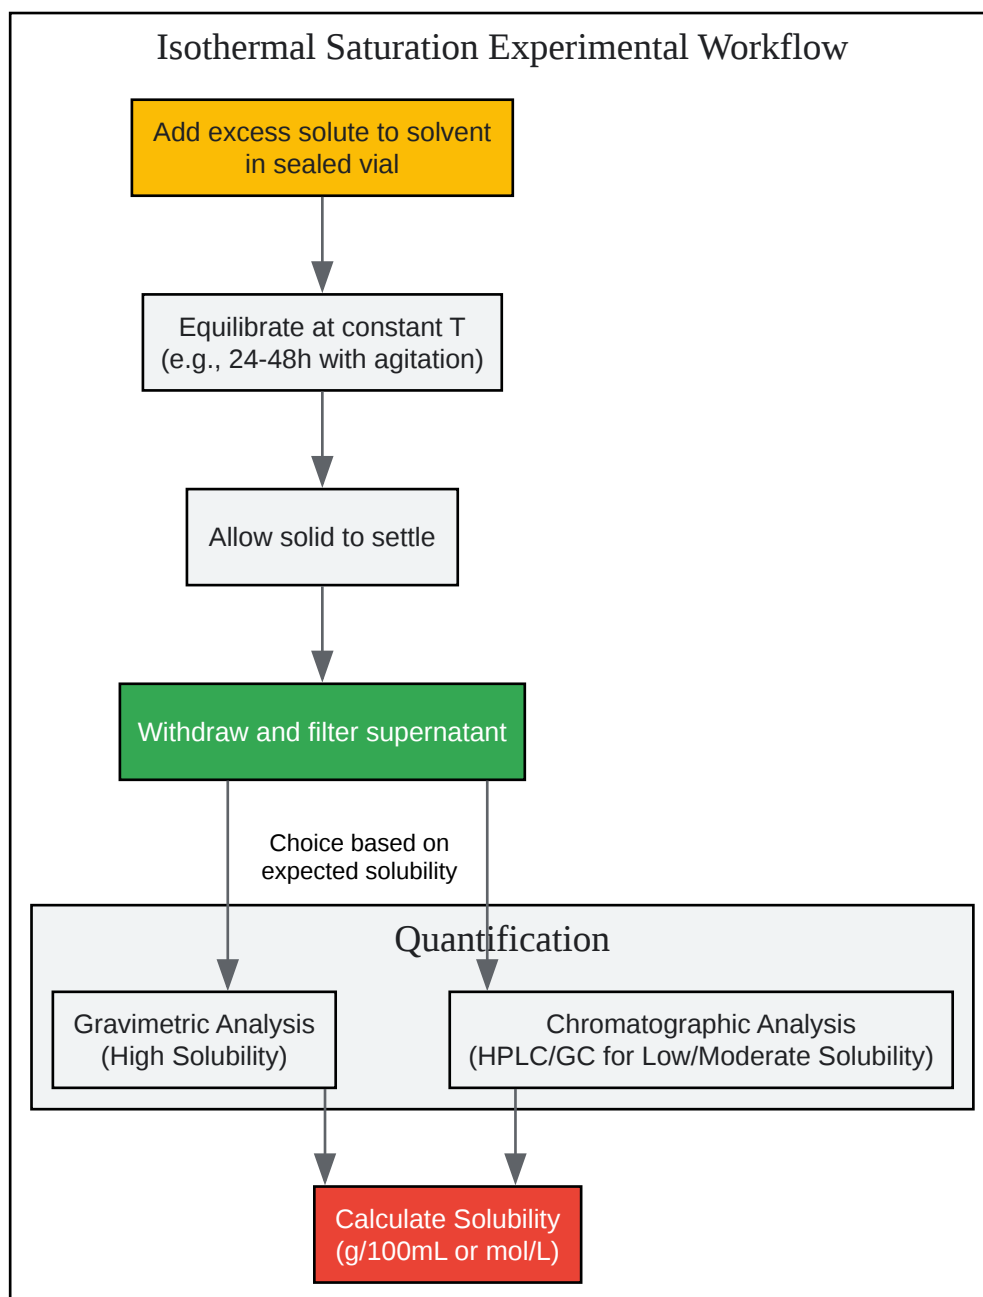 Isothermal Saturation Experimental Workflow
Add excess solute to solvent
in sealed vial
Equilibrate at constant T
(e.g., 24-48h with agitation)
Allow solid to settle
Withdraw and filter supernatant
Choice based on
expected solubility
Quantification
Gravimetric Analysis
(High Solubility)
Chromatographic Analysis
(HPLC/GC for Low/Moderate Solubility)
Calculate Solubility
(g/100mL or mol/L)